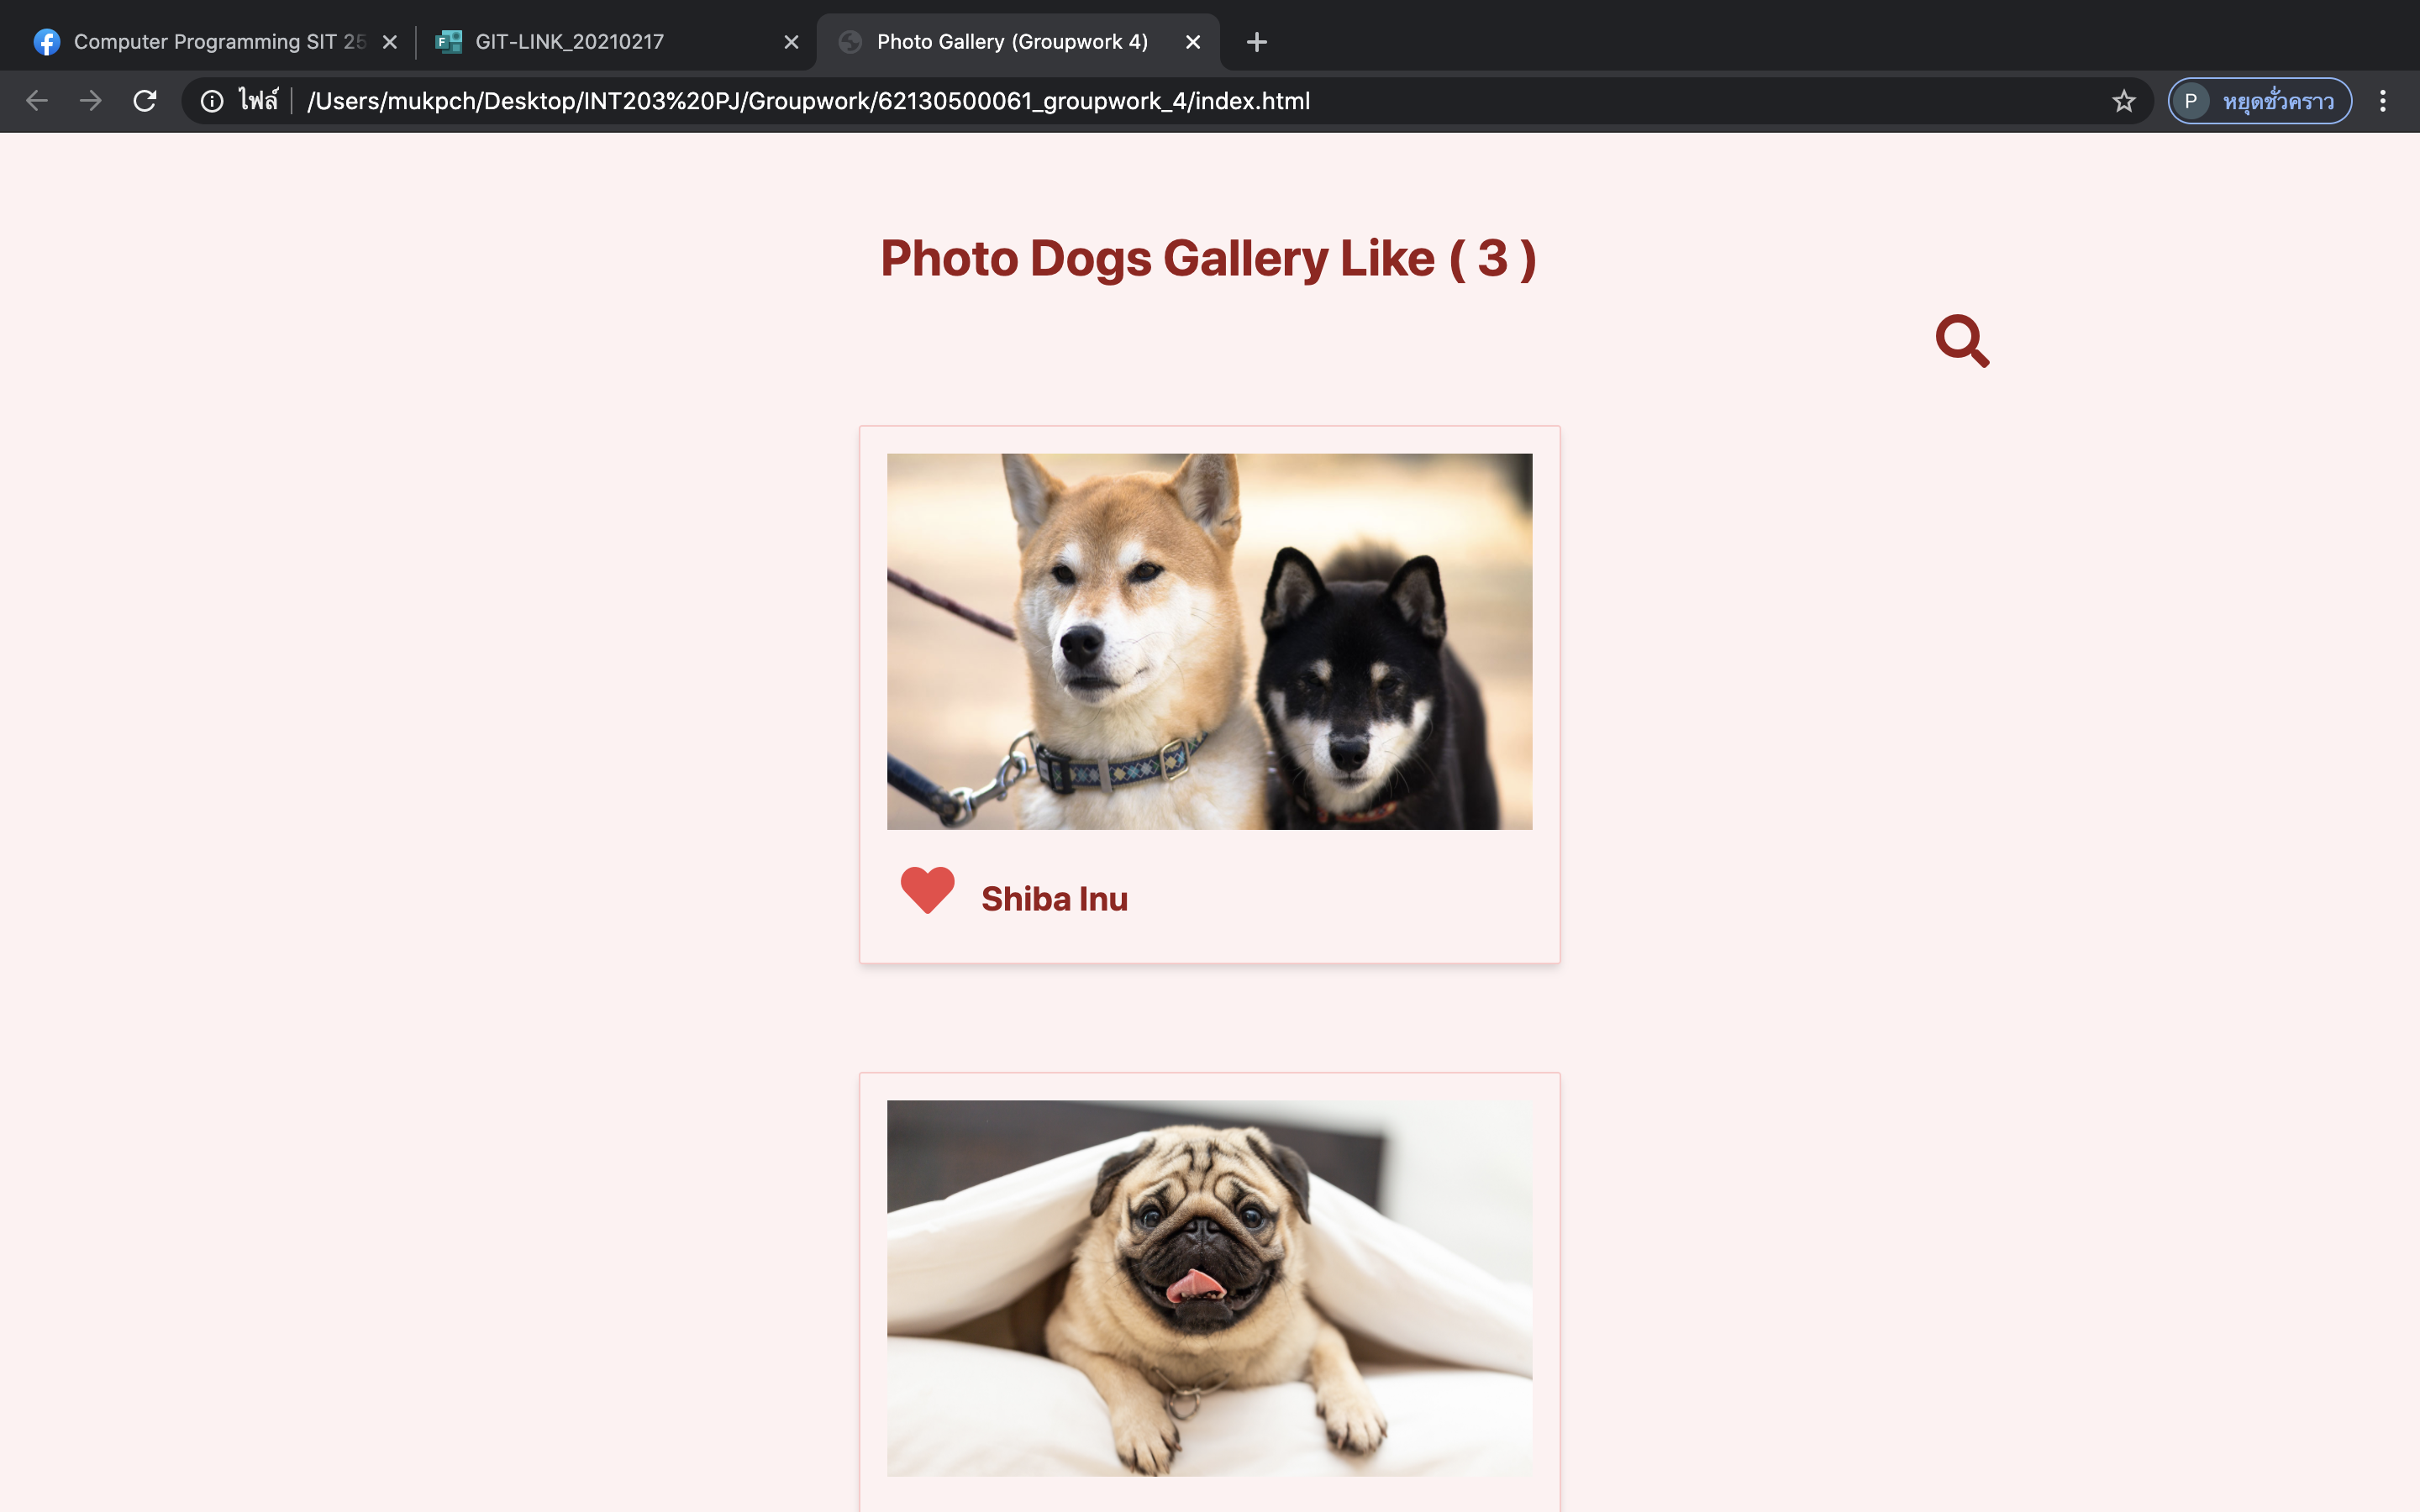 Computer Programming SIT 25
GIT-LINK_20210217
Photo Gallery (Groupwork 4)
ไฟล์ /Users/mukpch/Desktop/INT203%20PJ/Groupwork/62130500061_groupwork_4/index.html
P หยุดชั่วคราว
Photo Dogs Gallery Like ( 3 )
Shiba Inu